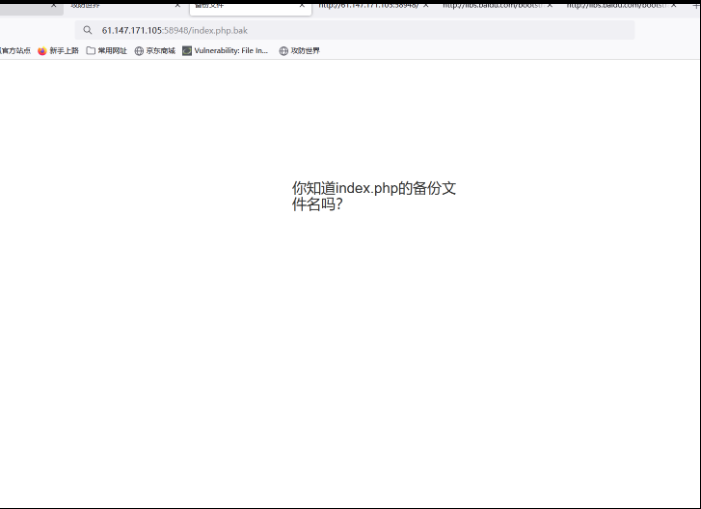 攻防世界 × 备份文件 × http://61.147.171.105:58948/ × http://libs.baidu.com/bootst × http://libs.baidu.com/bootst × +
61.147.171.105:58948/index.php.bak
官方站点 新手上路 常用网址 京东商城 Vulnerability: File In... 攻防世界
你知道index.php的备份文
件名吗?